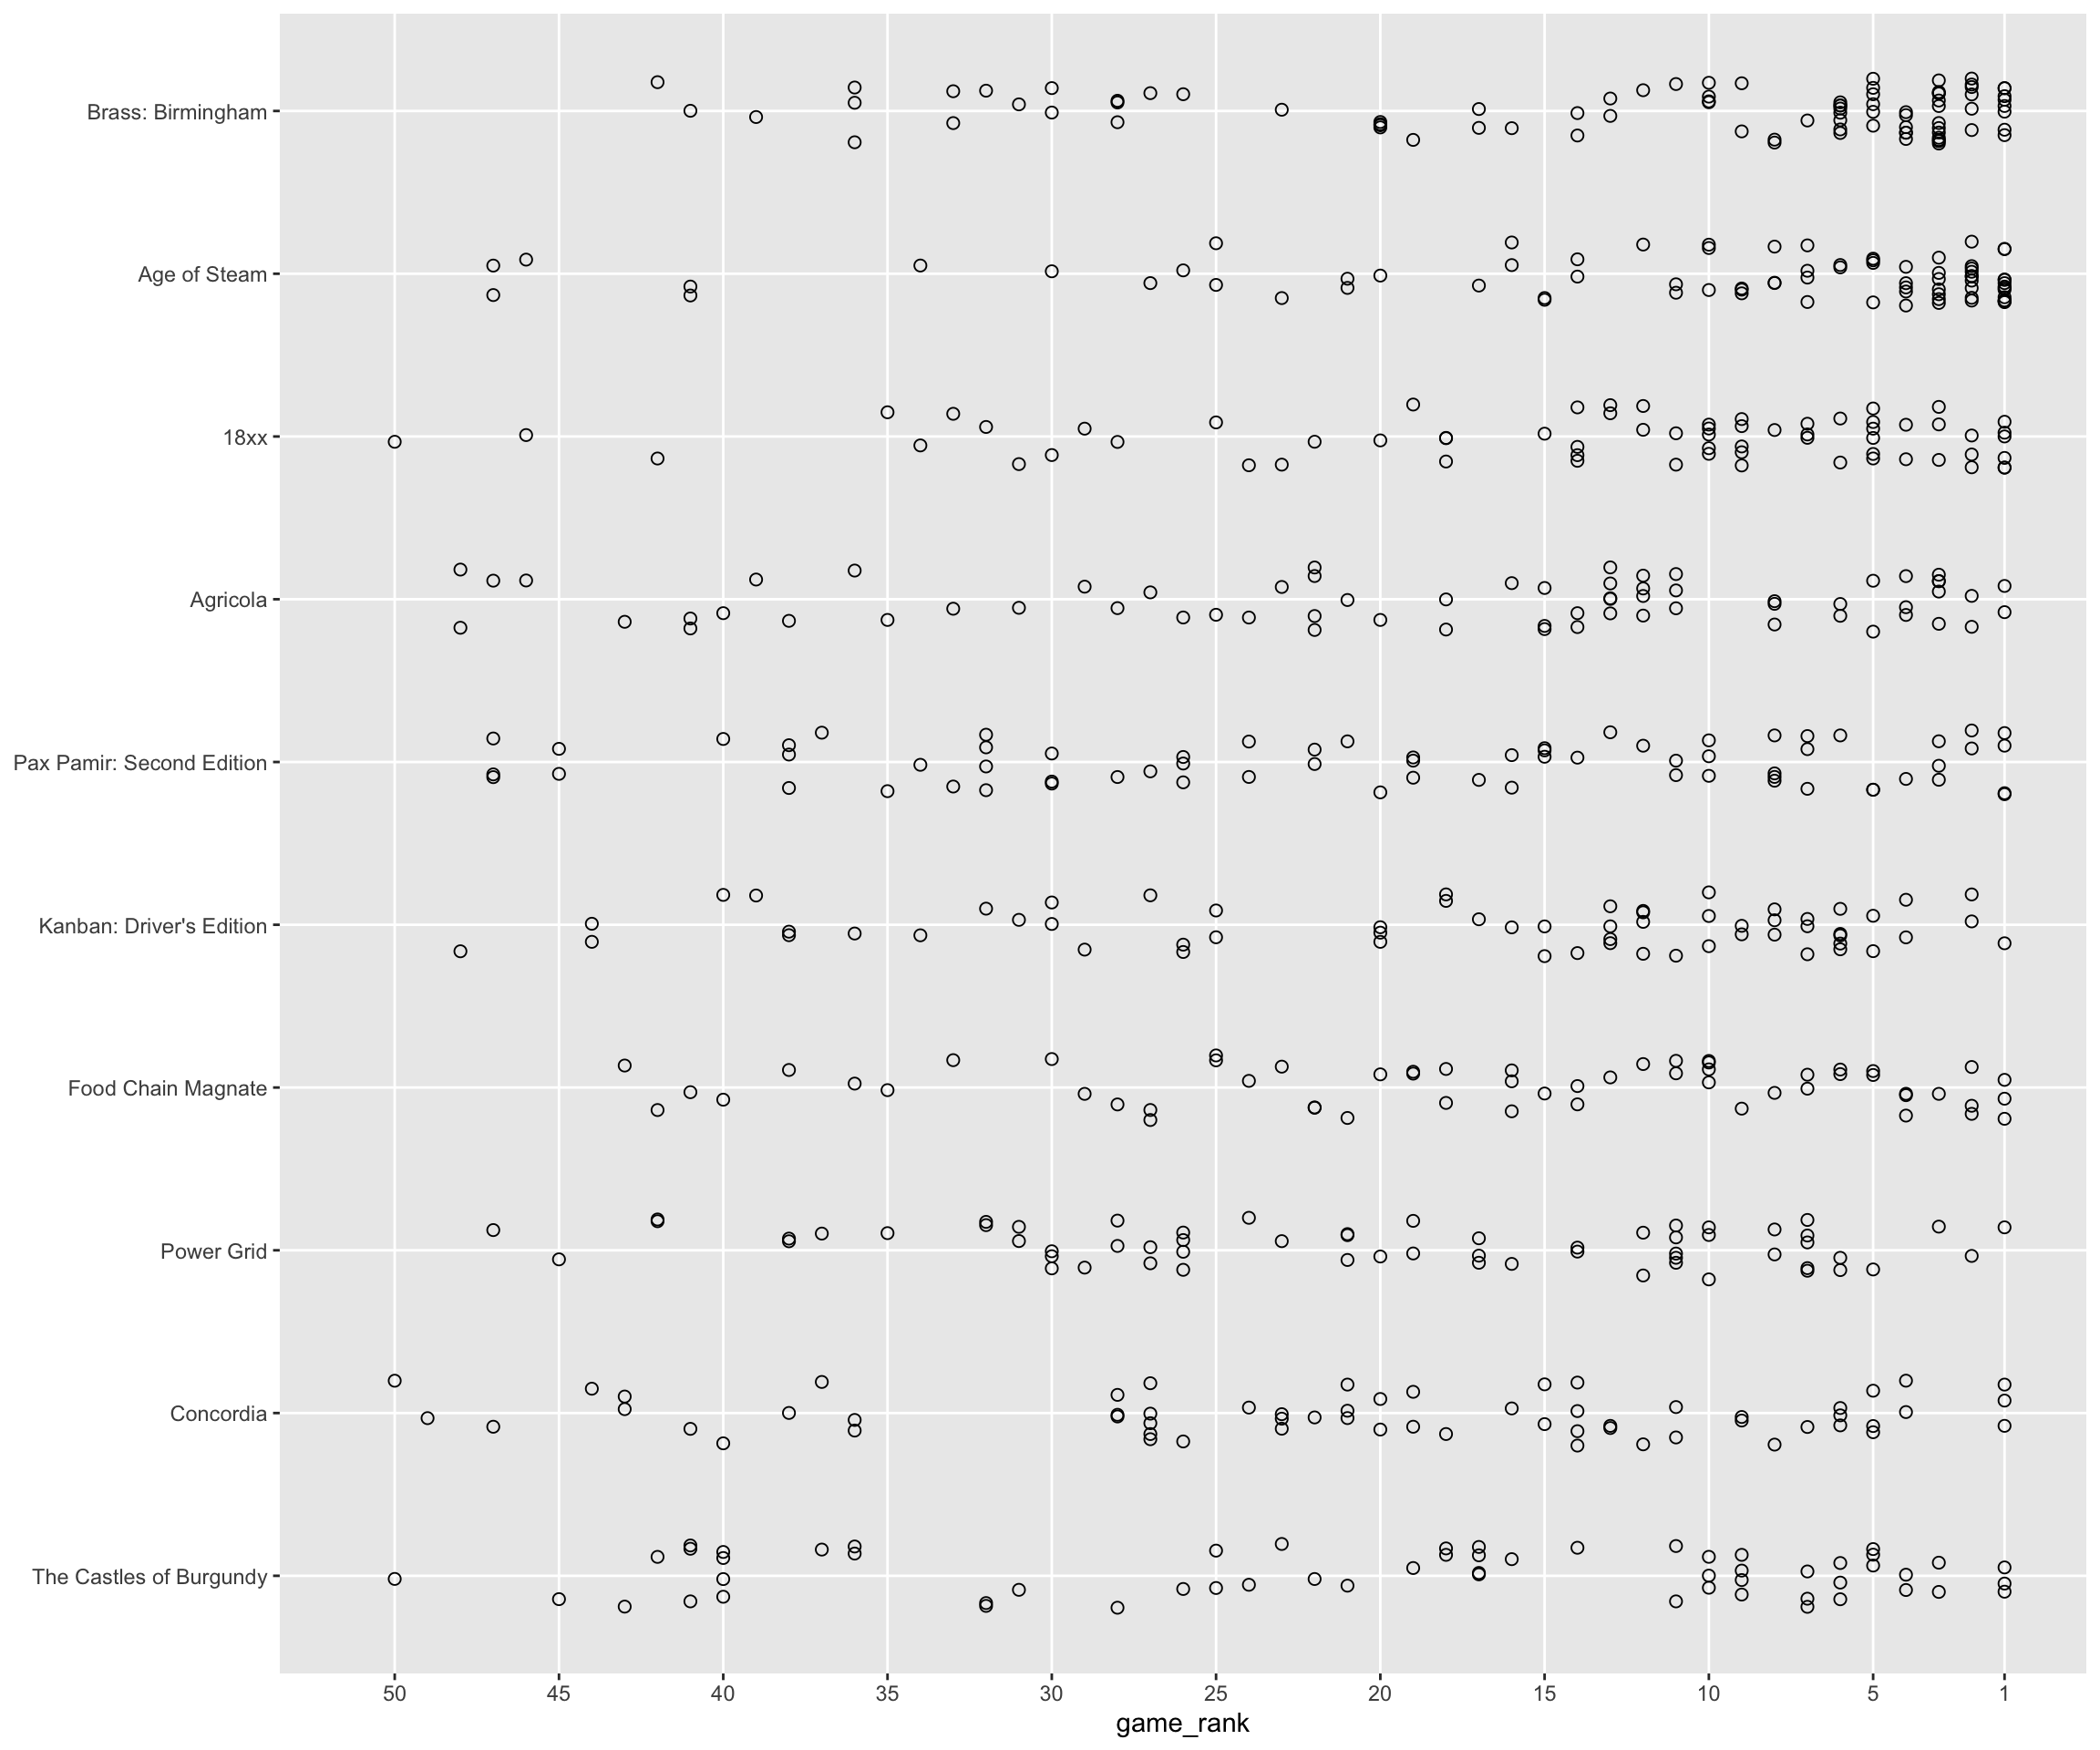 Brass: Birmingham
Age of Steam
18xx
Agricola
Pax Pamir: Second Edition
Kanban: Driver's Edition
Food Chain Magnate
Power Grid
Concordia
The Castles of Burgundy
50 45 40 35 30 25 20 15 10 5 1
game_rank